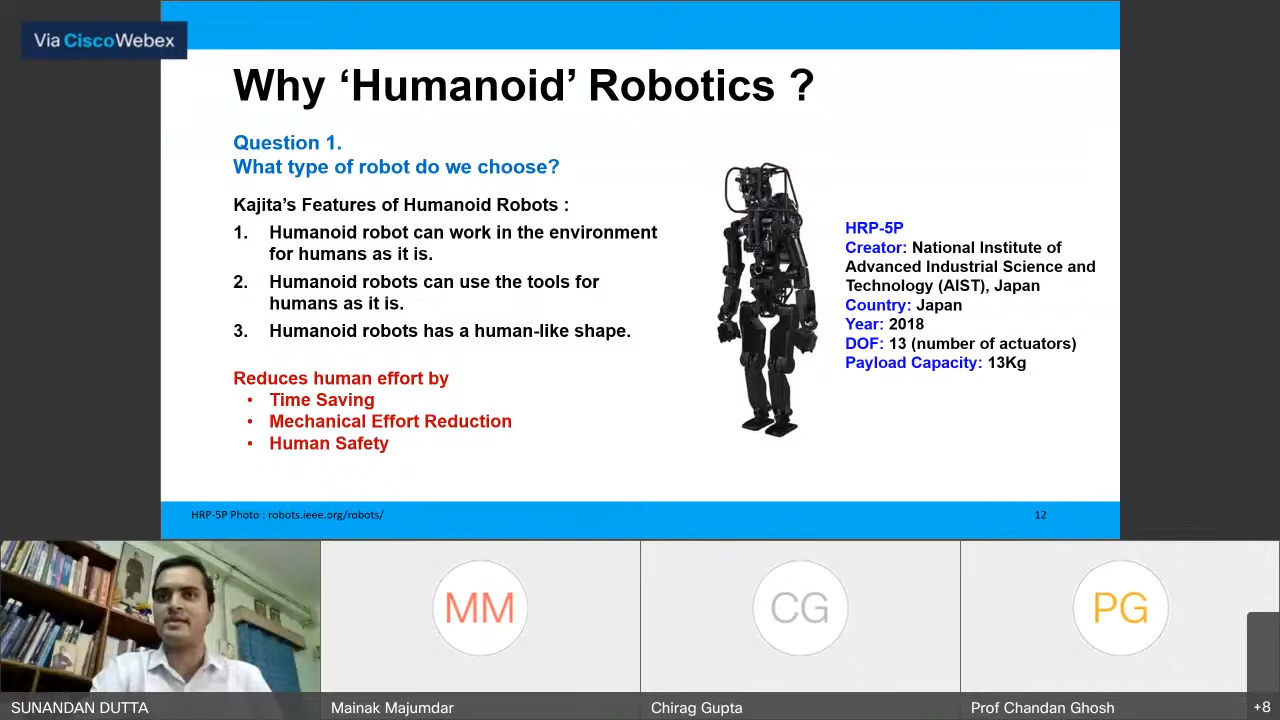 Via CiscoWebex
Why ‘Humanoid’ Robotics ?
Question 1.
What type of robot do we choose?
Kajita’s Features of Humanoid Robots :
1. Humanoid robot can work in the environment
for humans as it is.
2. Humanoid robots can use the tools for
humans as it is.
3. Humanoid robots has a human-like shape.
Reduces human effort by
• Time Saving
• Mechanical Effort Reduction
• Human Safety
HRP-5P
Creator: National Institute of
Advanced Industrial Science and
Technology (AIST), Japan
Country: Japan
Year: 2018
DOF: 13 (number of actuators)
Payload Capacity: 13Kg
HRP-5P Photo : robots.ieee.org/robots/
12
MM
CG
PG
SUNANDAN DUTTA
Mainak Majumdar
Chirag Gupta
Prof Chandan Ghosh
+8